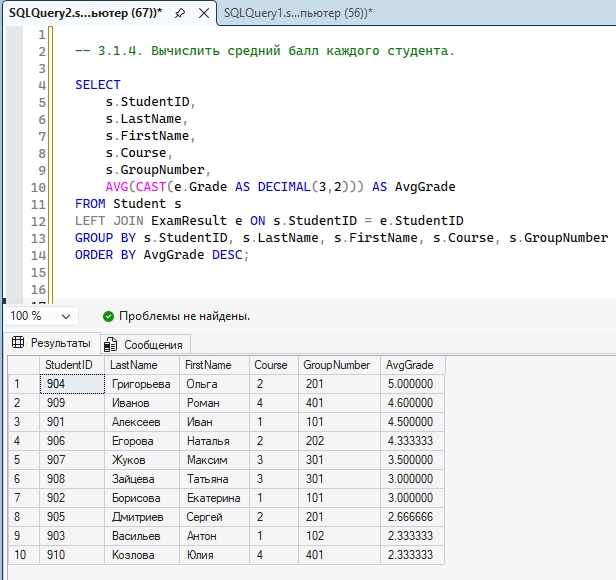 SQLQuery2.s...ьютер (67))* SQLQuery1.s...пьютер (56))*
1
2 -- 3.1.4. Вычислить средний балл каждого студента.
3
4 SELECT
5 s.StudentID,
6 s.LastName,
7 s.FirstName,
8 s.Course,
9 s.GroupNumber,
10 AVG(CAST(e.Grade AS DECIMAL(3,2))) AS AvgGrade
11 FROM Student s
12 LEFT JOIN ExamResult e ON s.StudentID = e.StudentID
13 GROUP BY s.StudentID, s.LastName, s.FirstName, s.Course, s.GroupNumber
14 ORDER BY AvgGrade DESC;
15
16
17
100 % Проблемы не найдены.
Результаты Сообщения
StudentID LastName FirstName Course GroupNumber AvgGrade
1 904 Григорьева Ольга 2 201 5.000000
2 909 Иванов Роман 4 401 4.600000
3 901 Алексеев Иван 1 101 4.500000
4 906 Егорова Наталья 2 202 4.333333
5 907 Жуков Максим 3 301 3.500000
6 908 Зайцева Татьяна 3 301 3.000000
7 902 Борисова Екатерина 1 101 3.000000
8 905 Дмитриев Сергей 2 201 2.666666
9 903 Васильев Антон 1 102 2.333333
10 910 Козлова Юлия 4 401 2.333333